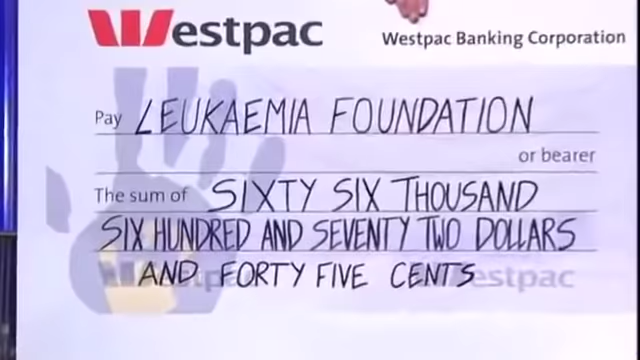 Westpac
Westpac Banking Corporation
Pay LEUKAEMIA FOUNDATION
or bearer
The sum of SIXTY SIX THOUSAND
SIX HUNDRED AND SEVENTY TWO DOLLARS
AND FORTY FIVE CENTS
Westpac